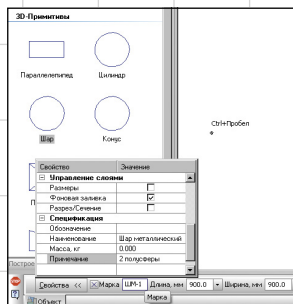 3D-Примитивы
Параллелепипед Цилиндр
Шар Конус
Ctrl+Пробел
Свойство Значение
Управление слоями
Размеры
Фоновая заливка
Разрез/Сечение
Спецификация
Обозначение
Наименование Шар металлический
Масса, кг 0.000
Примечание 2 полусферы
Построе
Свойства << Марка ШМ-1 Длина, мм 900.0 Ширина, мм 900.0
Марка
Объект